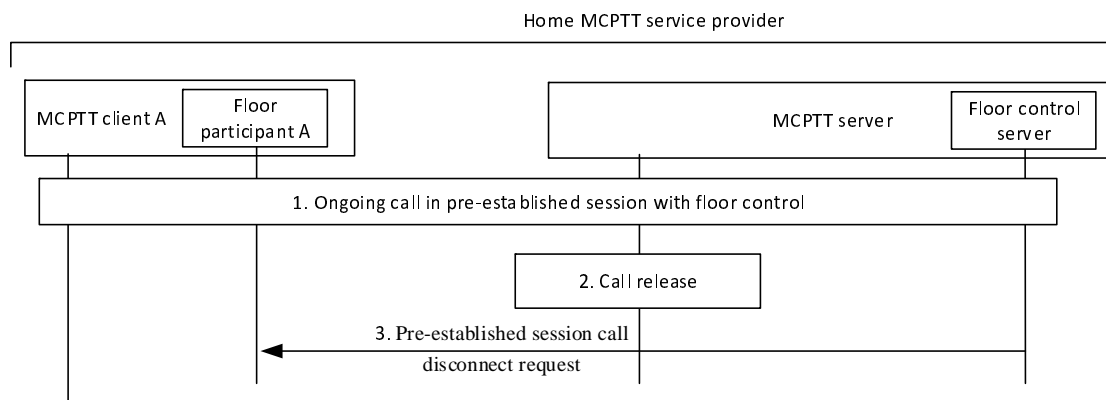 Home MCPTT service provider
MCPTT client A
Floor
participant A
MCPTT server
Floor control
server
1. Ongoing call in pre-established session with floor control
2. Call release
3. Pre-established session call
disconnect request